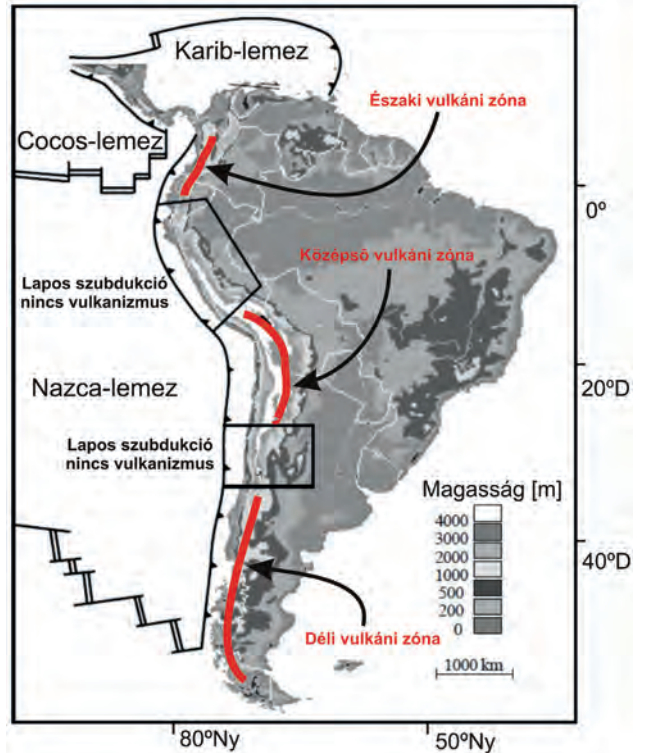 Karib-lemez
Északi vulkáni zóna
Cocos-lemez
0º
Középső vulkáni zóna
Lapos szubdukció
nincs vulkanizmus
Nazca-lemez
20ºD
Lapos szubdukció
nincs vulkanizmus
Magasság [m]
4000
3000
2000
1000
500
200
0
40ºD
Déli vulkáni zóna
1000 km
80ºNy
50ºNy